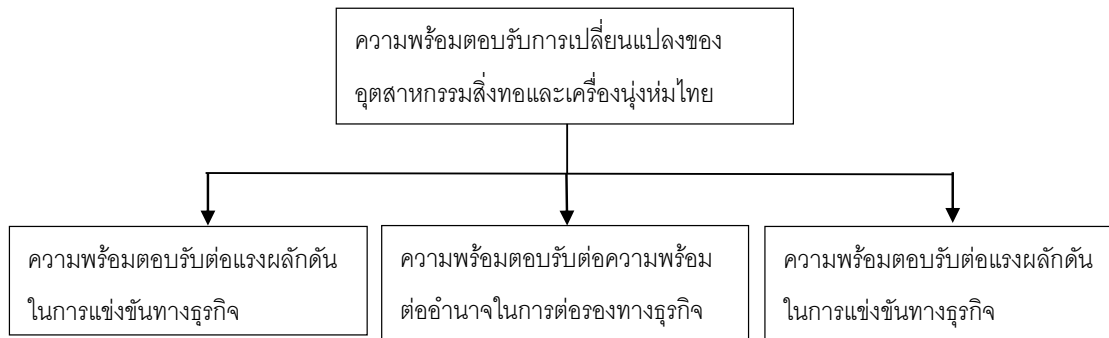 ความพร้อมตอบรับการเปลี่ยนแปลงของ
อุตสาหกรรมสิ่งทอและเครื่องนุ่งห่มไทย
ความพร้อมตอบรับต่อแรงผลักดัน
ในการแข่งขันทางธุรกิจ
ความพร้อมตอบรับต่อความพร้อม
ต่ออำนาจในการต่อรองทางธุรกิจ
ความพร้อมตอบรับต่อแรงผลักดัน
ในการแข่งขันทางธุรกิจ